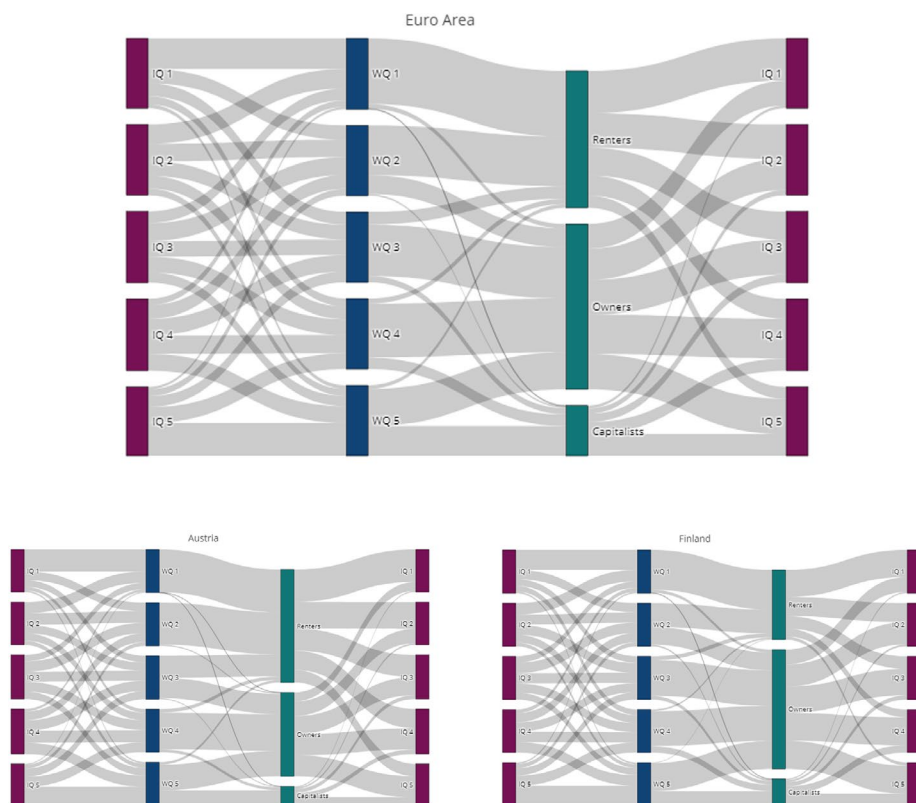 Euro Area
IQ 1
WQ 1
IQ 1
Renters
IQ 2
WQ 2
IQ 2
IQ 3
WQ 3
IQ 3
Owners
IQ 4
WQ 4
IQ 4
IQ 5
WQ 5
IQ 5
Capitalists
Austria
IQ 1
WQ 1
IQ 1
IQ 2
WQ 2
Renters
IQ 2
IQ 3
WQ 3
IQ 3
IQ 4
WQ 4
Owners
IQ 4
IQ 5
WQ 5
IQ 5
Capitalists
Finland
IQ 1
WQ 1
IQ 1
Renters
IQ 2
WQ 2
IQ 2
IQ 3
WQ 3
IQ 3
Owners
IQ 4
WQ 4
IQ 4
IQ 5
WQ 5
IQ 5
Capitalists